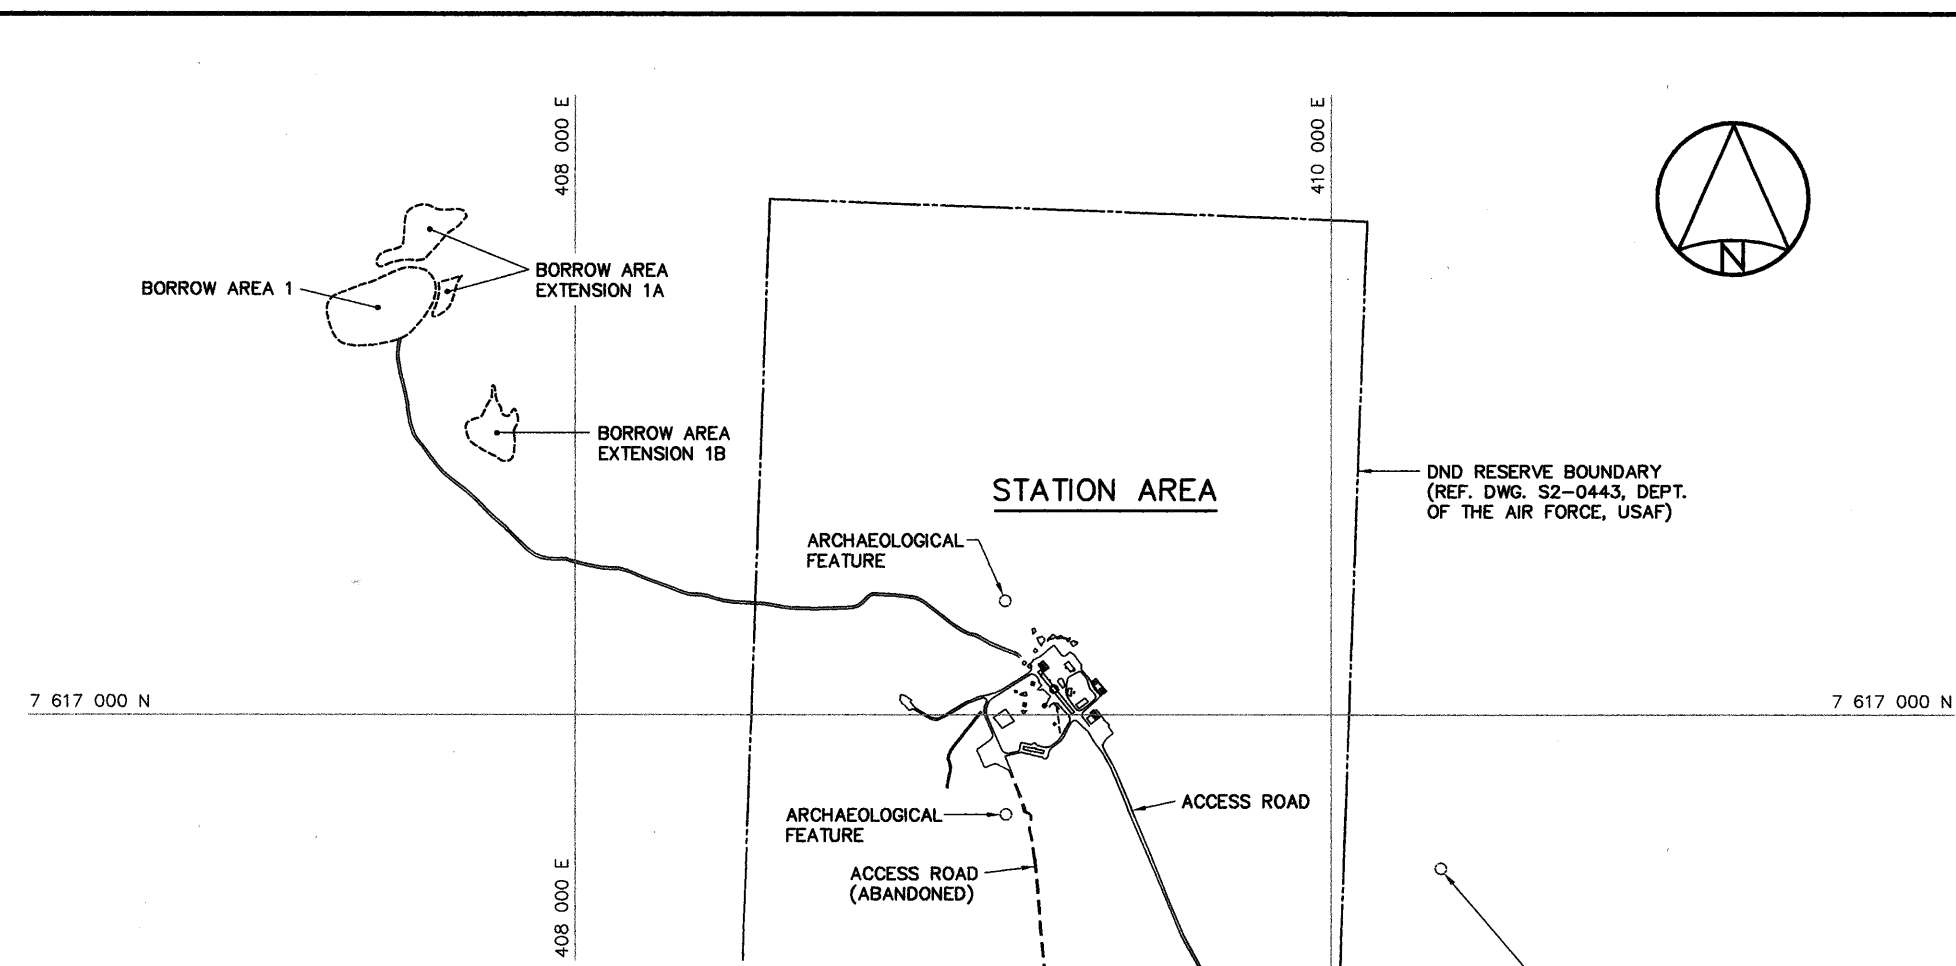 408 000 E
410 000 E
N
BORROW AREA 1
BORROW AREA
EXTENSION 1A
BORROW AREA
EXTENSION 1B
STATION AREA
DND RESERVE BOUNDARY
(REF. DWG. S2-0443, DEPT.
OF THE AIR FORCE, USAF)
ARCHAEOLOGICAL
FEATURE
7 617 000 N
7 617 000 N
ACCESS ROAD
ARCHAEOLOGICAL
FEATURE
ACCESS ROAD
(ABANDONED)
408 000 E